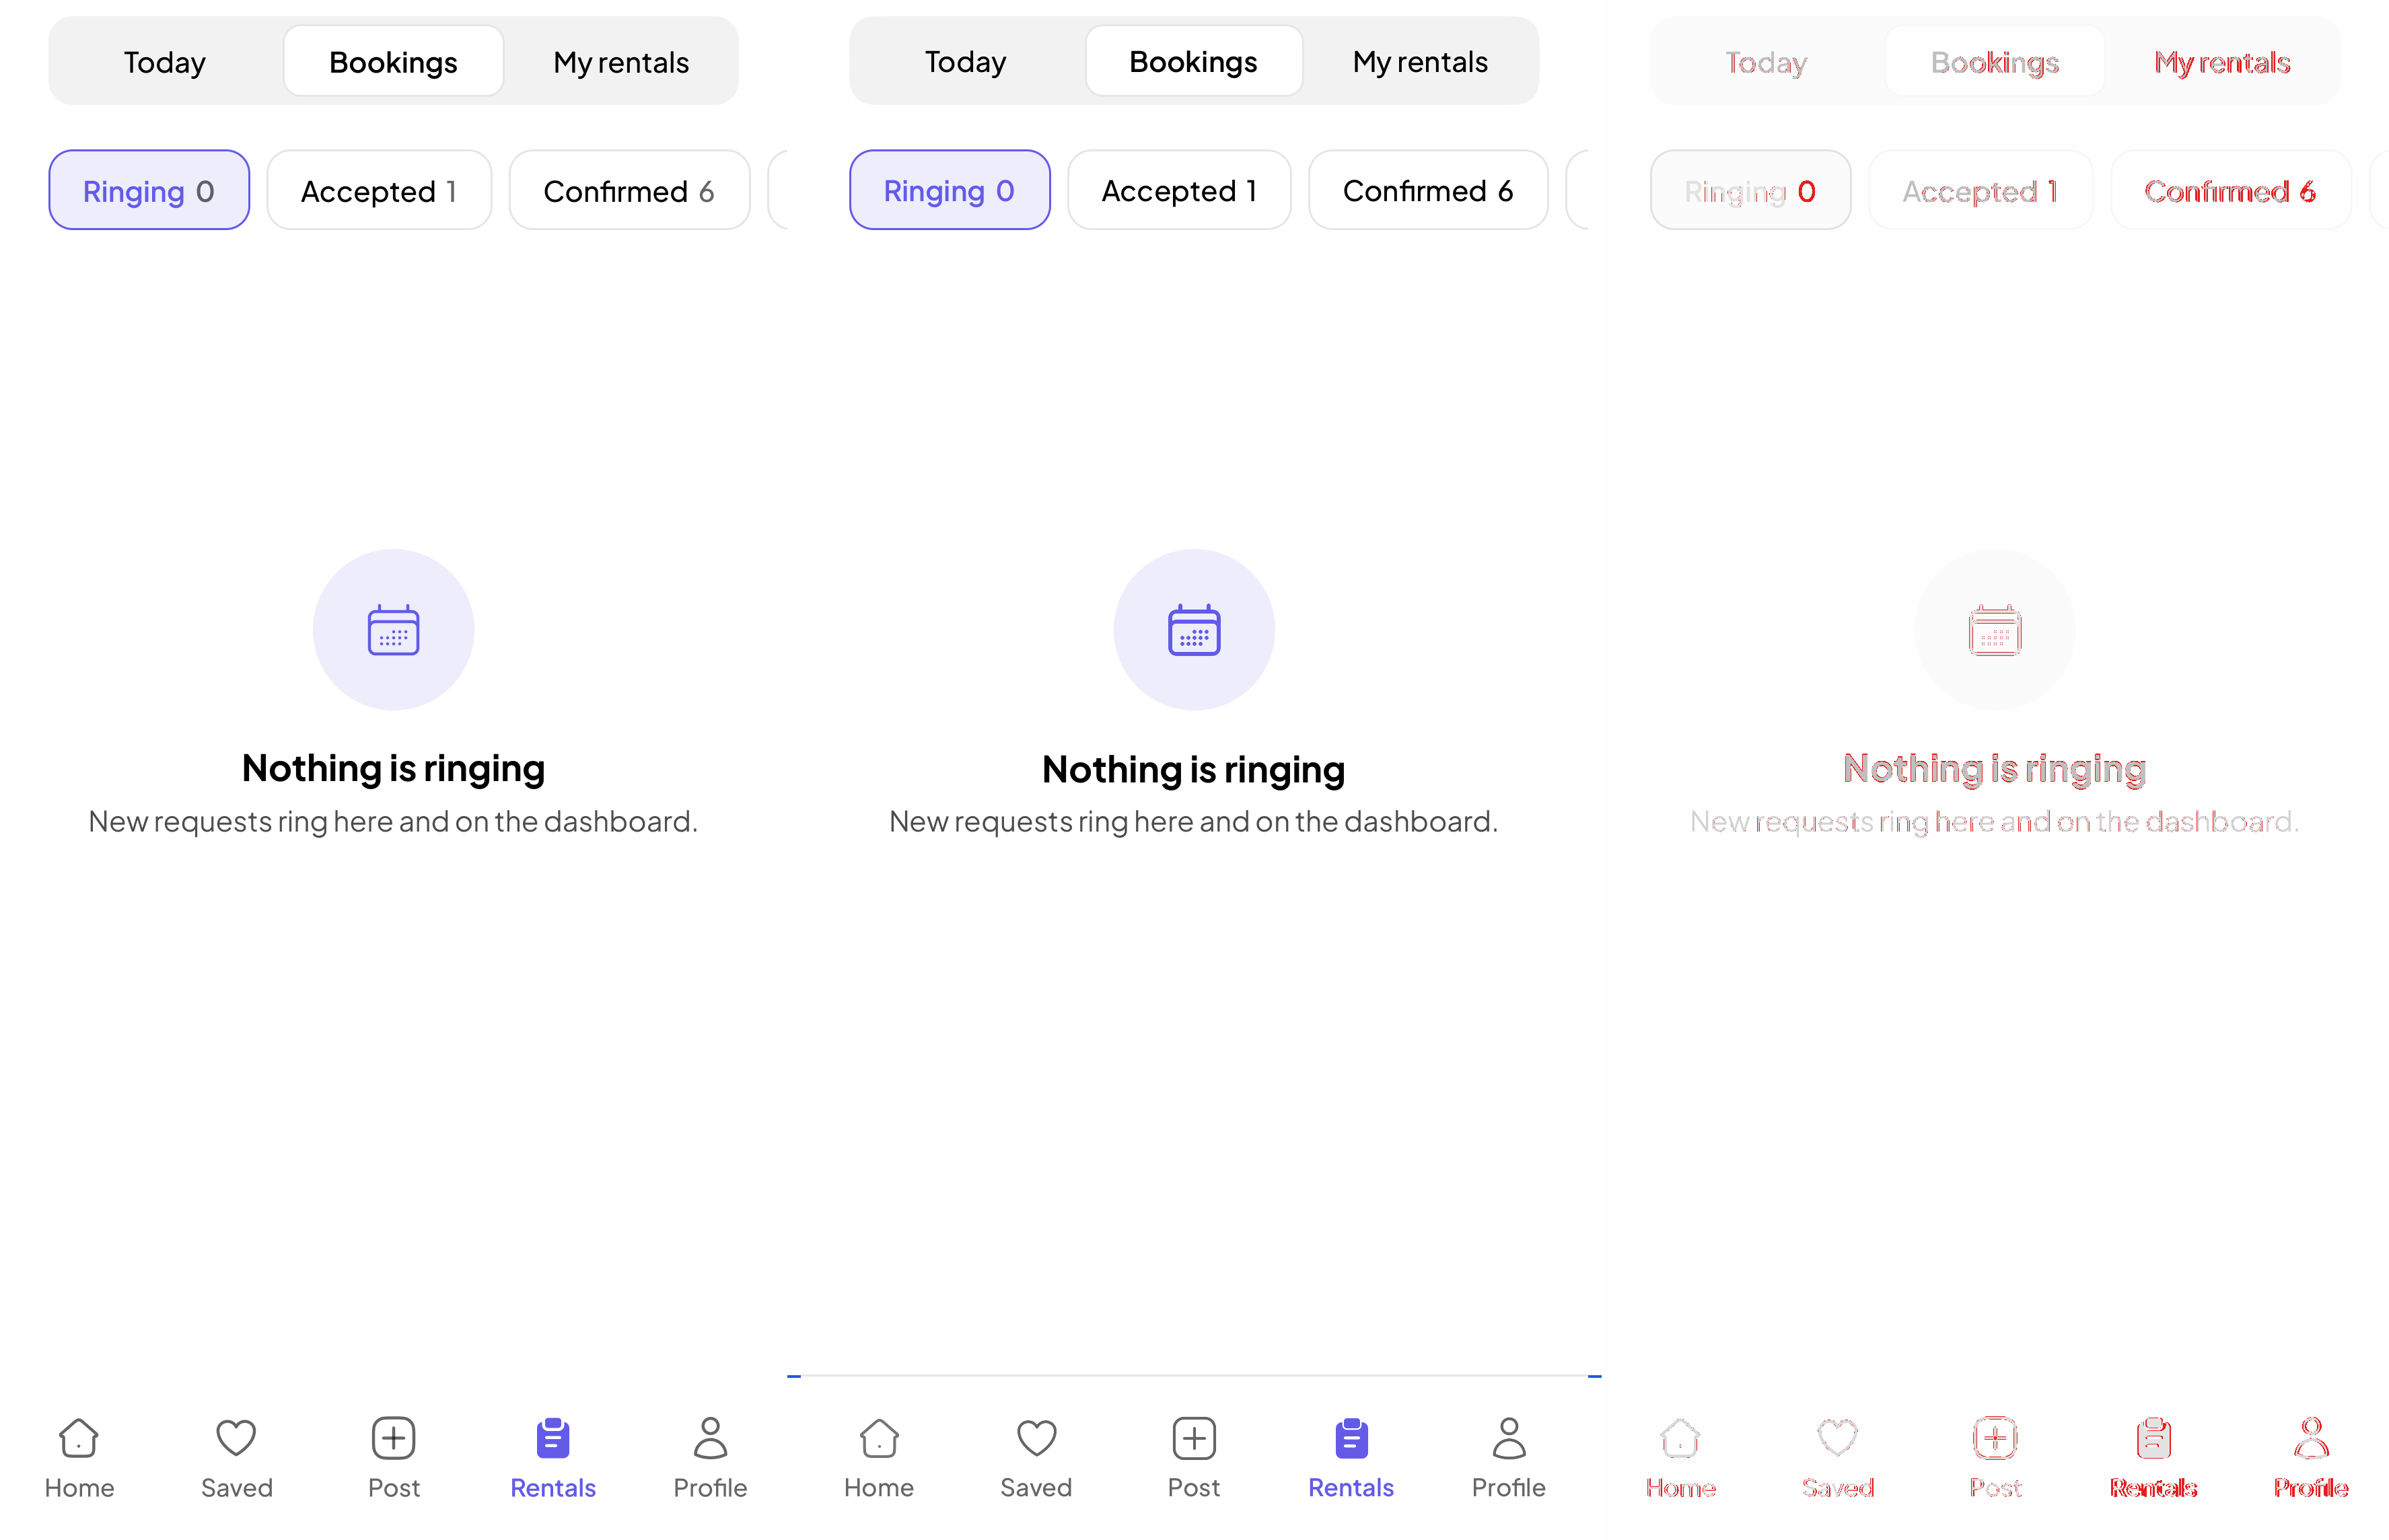 Today Bookings My rentals
Ringing 0 Accepted 1 Confirmed 6
Nothing is ringing
New requests ring here and on the dashboard.
Home Saved Post Rentals Profile
Today Bookings My rentals
Ringing 0 Accepted 1 Confirmed 6
Nothing is ringing
New requests ring here and on the dashboard.
Home Saved Post Rentals Profile
Today Bookings My rentals
Ringing 0 Accepted 1 Confirmed 6
Nothing is ringing
New requests ring here and on the dashboard.
Home Saved Post Rentals Profile